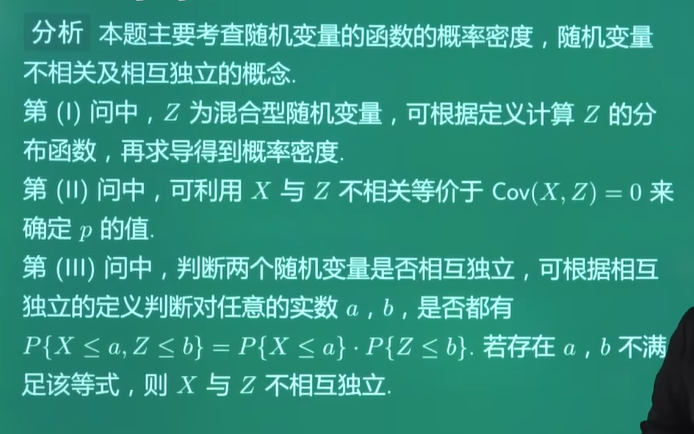 分析 本题主要考查随机变量的函数的概率密度，随机变量
不相关及相互独立的概念.
第 (I) 问中，Z 为混合型随机变量，可根据定义计算 Z 的分
布函数，再求导得到概率密度.
第 (II) 问中，可利用 X 与 Z 不相关等价于 Cov(X, Z) = 0 来
确定 p 的值.
第 (III) 问中，判断两个随机变量是否相互独立，可根据相互
独立的定义判断对任意的实数 a，b，是否都有
P{X ≤ a, Z ≤ b} = P{X ≤ a} · P{Z ≤ b}. 若存在 a，b 不满
足该等式，则 X 与 Z 不相互独立.